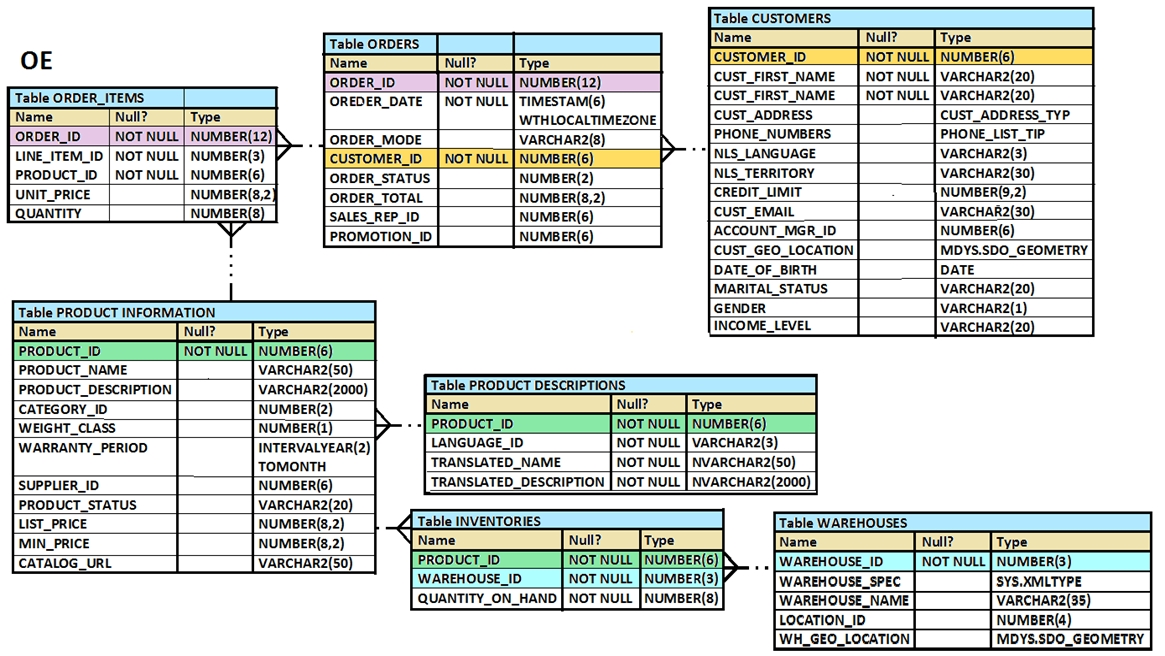 OE
Table ORDER_ITEMS
Name Null? Type
ORDER_ID NOT NULL NUMBER(12)
LINE_ITEM_ID NOT NULL NUMBER(3)
PRODUCT_ID NOT NULL NUMBER(6)
UNIT_PRICE NUMBER(8,2)
QUANTITY NUMBER(8)
Table ORDERS
Name Null? Type
ORDER_ID NOT NULL NUMBER(12)
OREDER_DATE NOT NULL TIMESTAM(6)
WTHLOCALTIMEZONE
ORDER_MODE VARCHAR2(8)
CUSTOMER_ID NOT NULL NUMBER(6)
ORDER_STATUS NUMBER(2)
ORDER_TOTAL NUMBER(8,2)
SALES_REP_ID NUMBER(6)
PROMOTION_ID NUMBER(6)
Table CUSTOMERS
Name Null? Type
CUSTOMER_ID NOT NULL NUMBER(6)
CUST_FIRST_NAME NOT NULL VARCHAR2(20)
CUST_FIRST_NAME NOT NULL VARCHAR2(20)
CUST_ADDRESS CUST_ADDRESS_TYP
PHONE_NUMBERS PHONE_LIST_TIP
NLS_LANGUAGE VARCHAR2(3)
NLS_TERRITORY VARCHAR2(30)
CREDIT_LIMIT NUMBER(9,2)
CUST_EMAIL VARCHAR2(30)
ACCOUNT_MGR_ID NUMBER(6)
CUST_GEO_LOCATION MDYS.SDO_GEOMETRY
DATE_OF_BIRTH DATE
MARITAL_STATUS VARCHAR2(20)
GENDER VARCHAR2(1)
INCOME_LEVEL VARCHAR2(20)
Table PRODUCT INFORMATION
Name Null? Type
PRODUCT_ID NOT NULL NUMBER(6)
PRODUCT_NAME VARCHAR2(50)
PRODUCT_DESCRIPTION VARCHAR2(2000)
CATEGORY_ID NUMBER(2)
WEIGHT_CLASS NUMBER(1)
WARRANTY_PERIOD INTERVALYEAR(2)
TOMONTH
SUPPLIER_ID NUMBER(6)
PRODUCT_STATUS VARCHAR2(20)
LIST_PRICE NUMBER(8,2)
MIN_PRICE NUMBER(8,2)
CATALOG_URL VARCHAR2(50)
Table PRODUCT DESCRIPTIONS
Name Null? Type
PRODUCT_ID NOT NULL NUMBER(6)
LANGUAGE_ID NOT NULL VARCHAR2(3)
TRANSLATED_NAME NOT NULL NVARCHAR2(50)
TRANSLATED_DESCRIPTION NOT NULL NVARCHAR2(2000)
Table INVENTORIES
Name Null? Type
PRODUCT_ID NOT NULL NUMBER(6)
WAREHOUSE_ID NOT NULL NUMBER(3)
QUANTITY_ON_HAND NOT NULL NUMBER(8)
Table WAREHOUSES
Name Null? Type
WAREHOUSE_ID NOT NULL NUMBER(3)
WAREHOUSE_SPEC SYS.XMLTYPE
WAREHOUSE_NAME VARCHAR2(35)
LOCATION_ID NUMBER(4)
WH_GEO_LOCATION MDYS.SDO_GEOMETRY